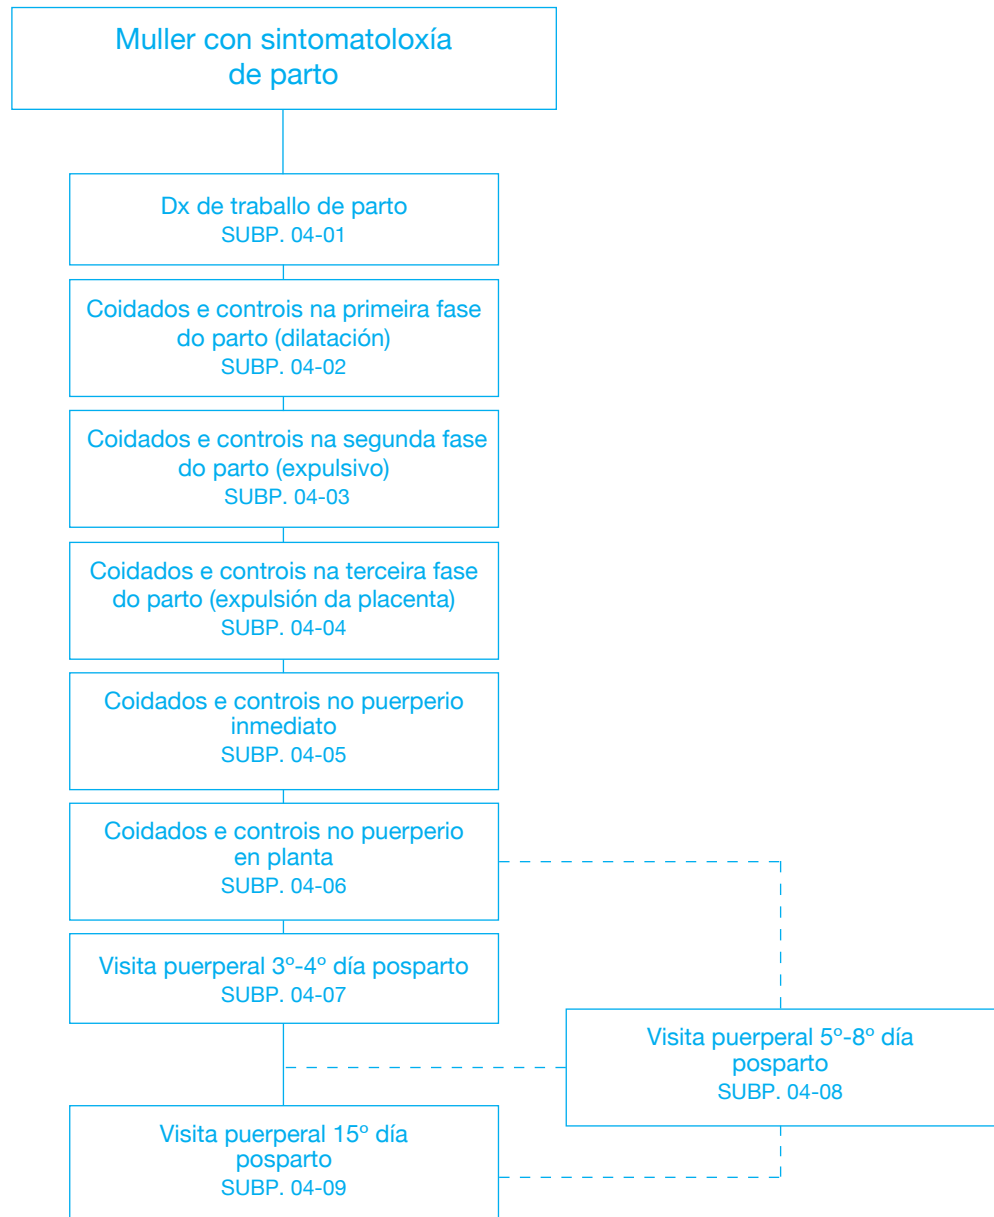 Muller con sintomatoloxía
de parto
Dx de traballo de parto
SUBP. 04-01
Coidados e controis na primeira fase
do parto (dilatación)
SUBP. 04-02
Coidados e controis na segunda fase
do parto (expulsivo)
SUBP. 04-03
Coidados e controis na terceira fase
do parto (expulsión da placenta)
SUBP. 04-04
Coidados e controis no puerperio
inmediato
SUBP. 04-05
Coidados e controis no puerperio
en planta
SUBP. 04-06
Visita puerperal 3º-4º día posparto
SUBP. 04-07
Visita puerperal 5º-8º día
posparto
SUBP. 04-08
Visita puerperal 15º día
posparto
SUBP. 04-09